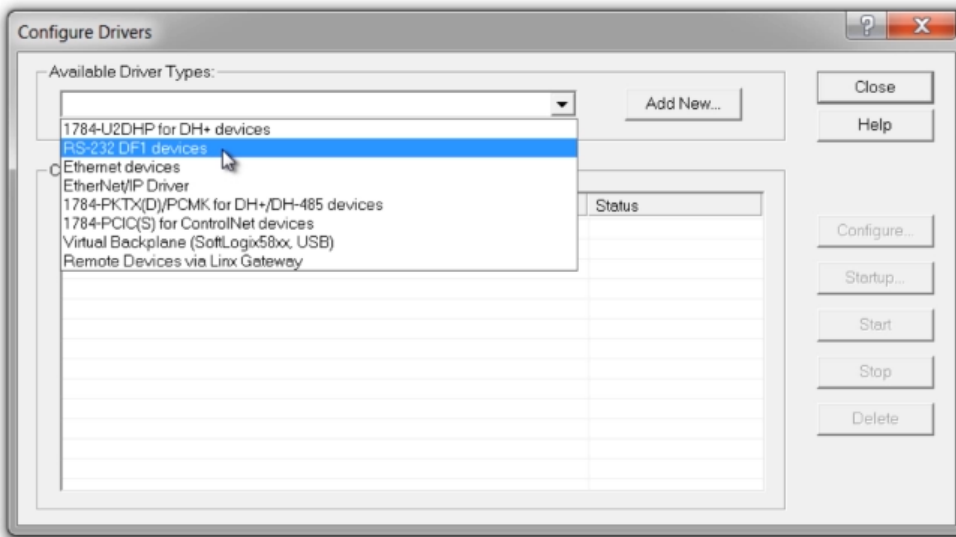 Configure Drivers
Available Driver Types:
Add New...
Close
Help
1784-U2DHP for DH+ devices
RS-232 DF1 devices
Ethernet devices
EtherNet/IP Driver
1784-PKTX(D)/PCMK for DH+/DH-485 devices
1784-PCIC(S) for ControlNet devices
Virtual Backplane (SoftLogix58xx, USB)
Remote Devices via Linx Gateway
Status
Configure...
Startup...
Start
Stop
Delete